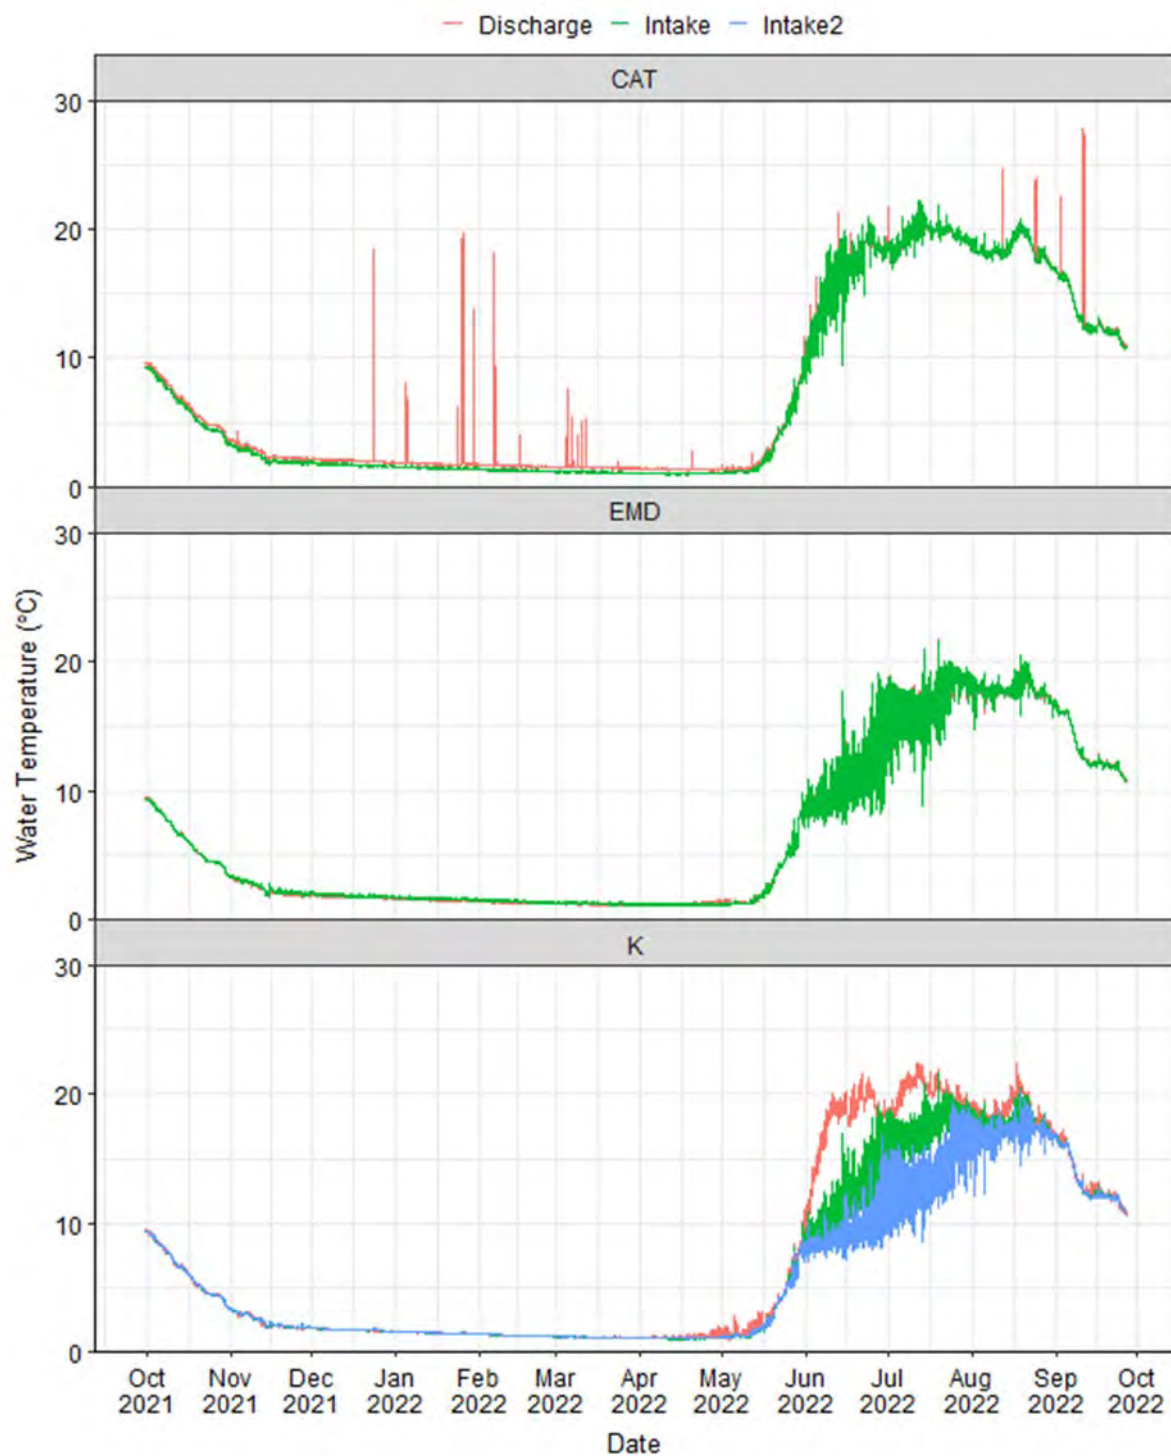 Discharge Intake Intake2
CAT
30
20
10
0
EMD
30
20
10
0
Water Temperature (°C)
K
30
20
10
0
Oct Nov Dec Jan Feb Mar Apr May Jun Jul Aug Sep Oct
2021 2021 2021 2022 2022 2022 2022 2022 2022 2022 2022 2022 2022
Date